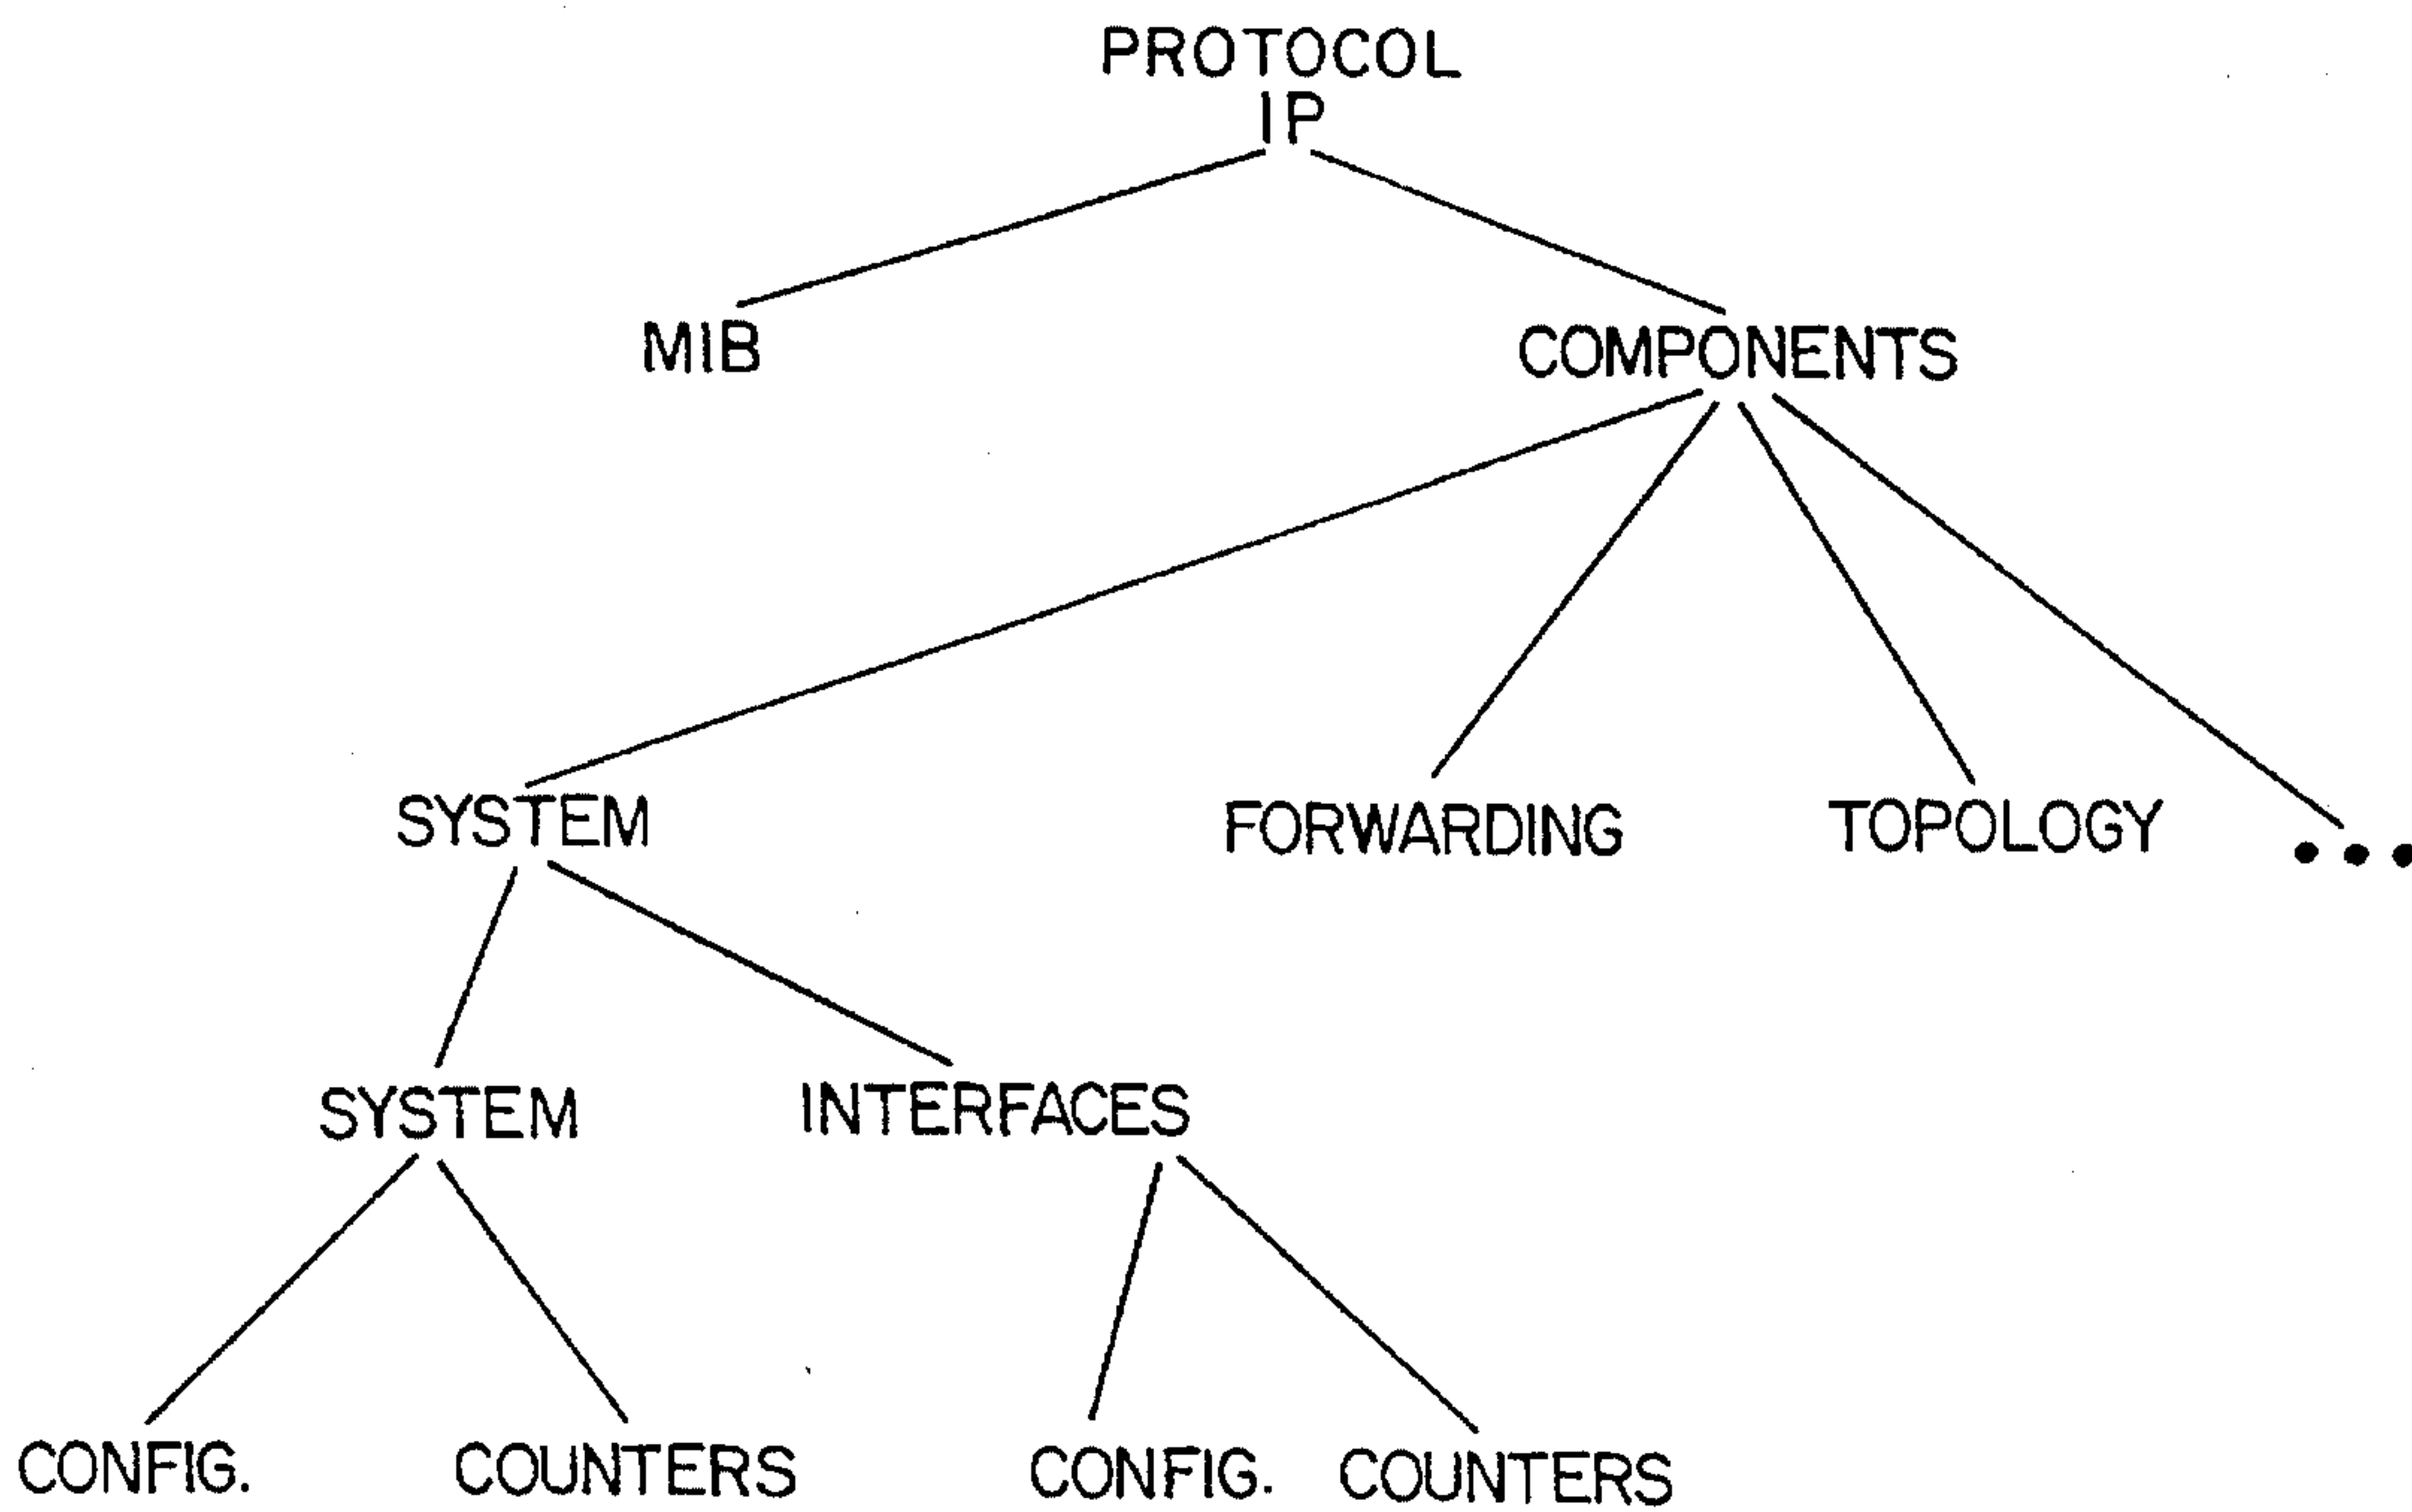 PROTOCOL
IP
MIB
COMPONENTS
SYSTEM
FORWARDING
TOPOLOGY
•••
SYSTEM
INTERFACES
CONFIG.
COUNTERS
CONFIG.
COUNTERS